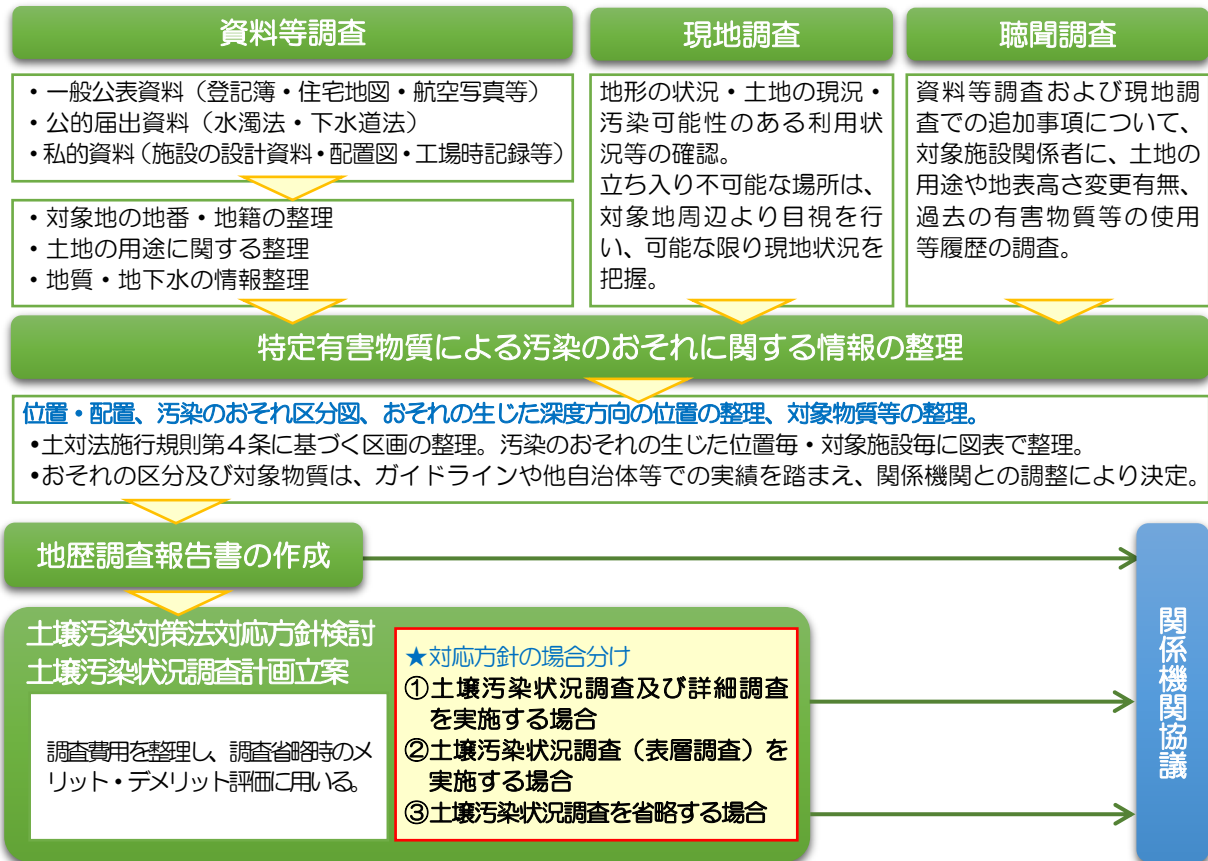 資料等調査
・一般公表資料（登記簿・住宅地図・航空写真等）
・公的届出資料（水濁法・下水道法）
・私的資料（施設の設計資料・配置図・工場時記録等）
・対象地の地番・地籍の整理
・土地の用途に関する整理
・地質・地下水の情報整理
現地調査
地形の状況・土地の現況・
汚染可能性のある利用状
況等の確認。
立ち入り不可能な場所は、
対象地周辺より目視を行
い、可能な限り現地状況を
把握。
聴聞調査
資料等調査および現地調
査での追加事項について、
対象施設関係者に、土地の
用途や地表高さ変更有無、
過去の有害物質等の使用
等履歴の調査。
特定有害物質による汚染のおそれに関する情報の整理
位置・配置、汚染のおそれ区分図、おそれの生じた深度方向の位置の整理、対象物質等の整理。
•土対法施行規則第４条に基づく区画の整理。汚染のおそれの生じた位置毎・対象施設毎に図表で整理。
•おそれの区分及び対象物質は、ガイドラインや他自治体等での実績を踏まえ、関係機関との調整により決定。
地歴調査報告書の作成
土壌汚染対策法対応方針検討
土壌汚染状況調査計画立案
調査費用を整理し、調査省略時のメ
リット・デメリット評価に用いる。
★対応方針の場合分け
①土壌汚染状況調査及び詳細調査
を実施する場合
②土壌汚染状況調査（表層調査）を
実施する場合
③土壌汚染状況調査を省略する場合
関係機関協議